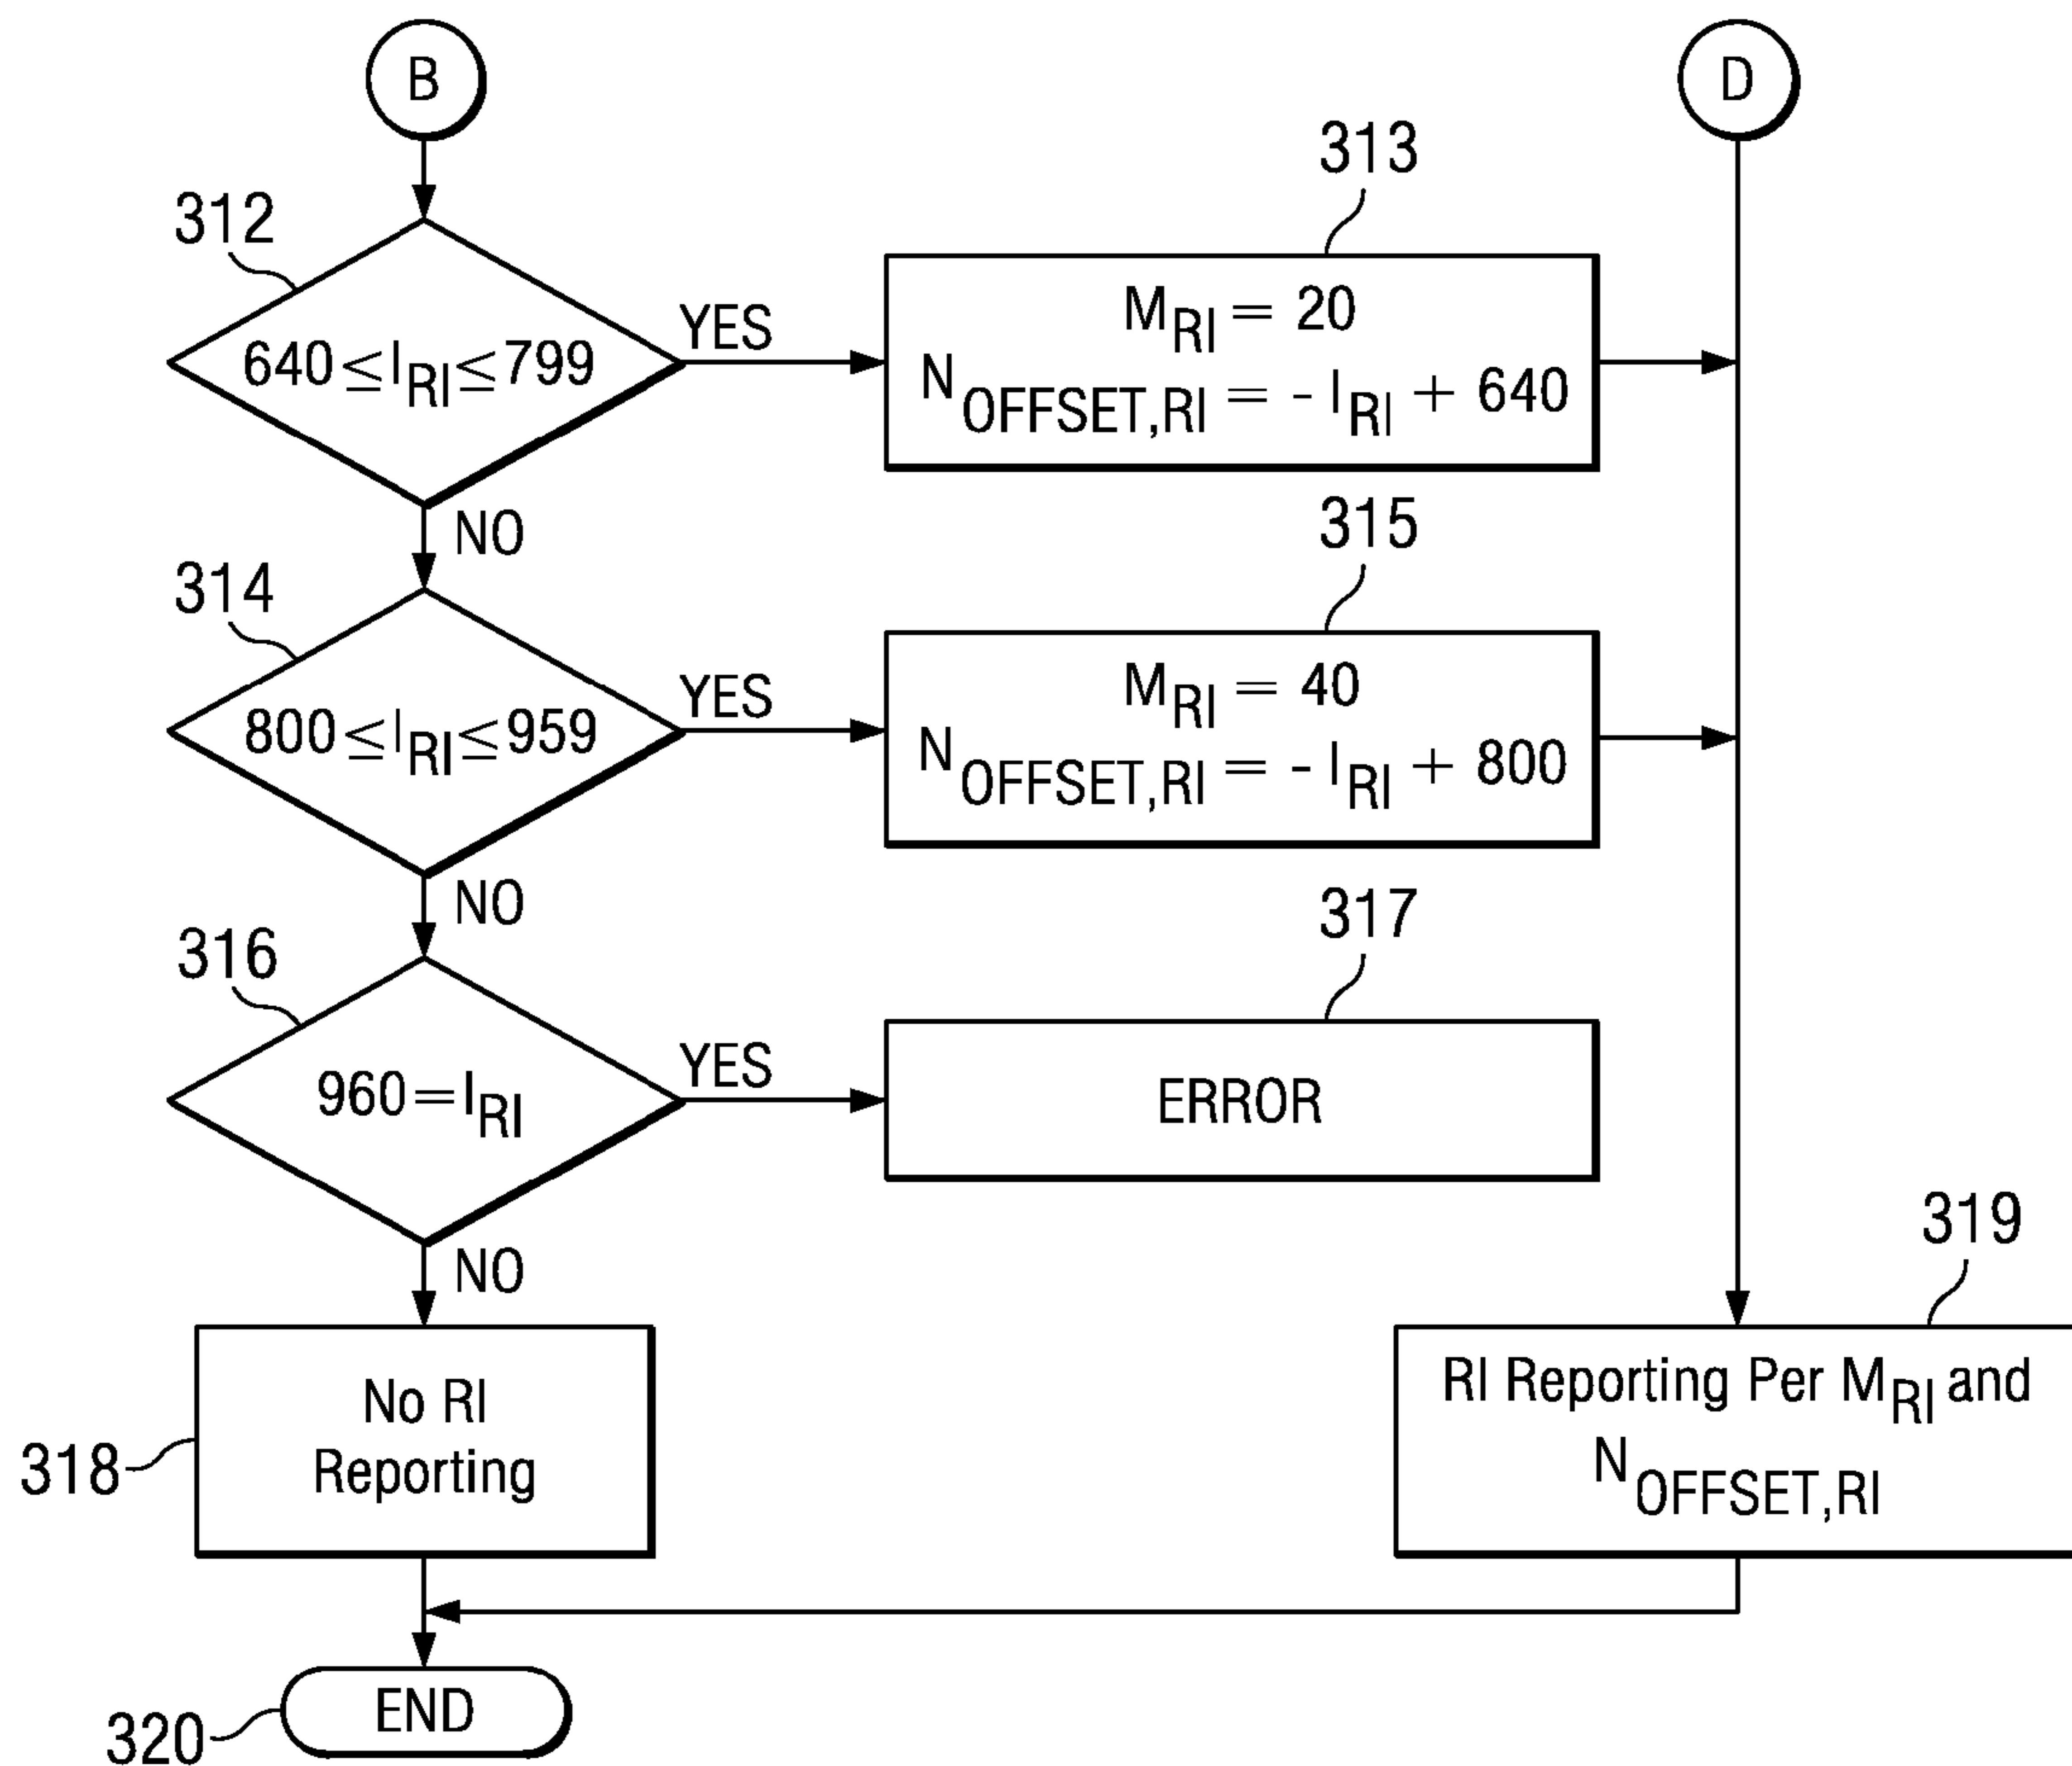 B
D
312
313
640 ≤ I_RI ≤ 799
YES
M_RI = 20
N_OFFSET,RI = - I_RI + 640
NO
314
315
800 ≤ I_RI ≤ 959
YES
M_RI = 40
N_OFFSET,RI = - I_RI + 800
NO
316
317
960 = I_RI
YES
ERROR
NO
319
318
No RI
Reporting
RI Reporting Per M_RI and
N_OFFSET,RI
320
END